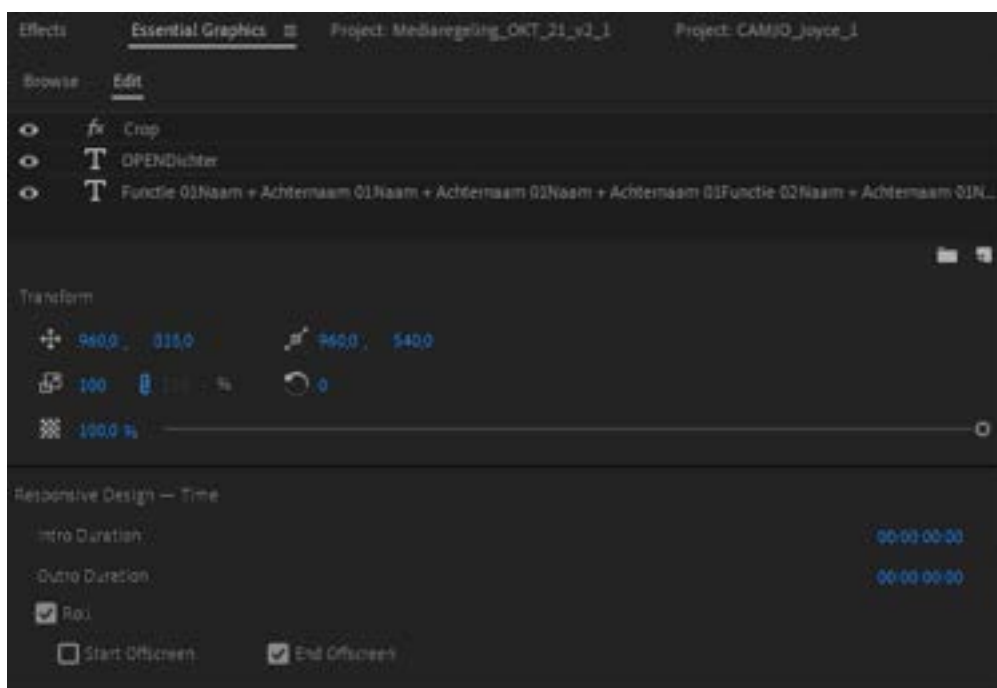 Effects Essential Graphics Project: Mediaregeling_OKT_21_v2_1 Project: CAMJO_Joyce_1
Browse Edit
fx Crop
T OPENDichter
T Functie 01Naam + Achternaam 01Naam + Achternaam 02Naam + Achternaam 01Functie 02Naam + Achternaam 01N...
Transform
960,0 , 960,0 , 540,0
100 % 0
100,0 %
Responsive Design — Time
Intro Duration 00:00:00:00
Outro Duration 00:00:00:00
Roll
Start Offscreen End Offscreen